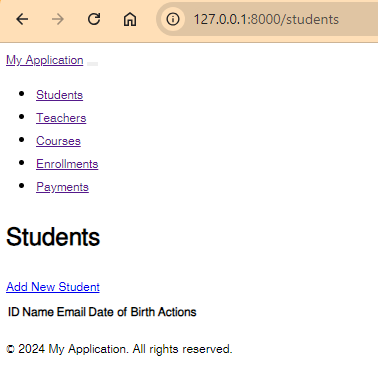 127.0.0.1:8000/students
My Application
Students
Teachers
Courses
Enrollments
Payments
Students
Add New Student
ID Name Email Date of Birth Actions
© 2024 My Application. All rights reserved.